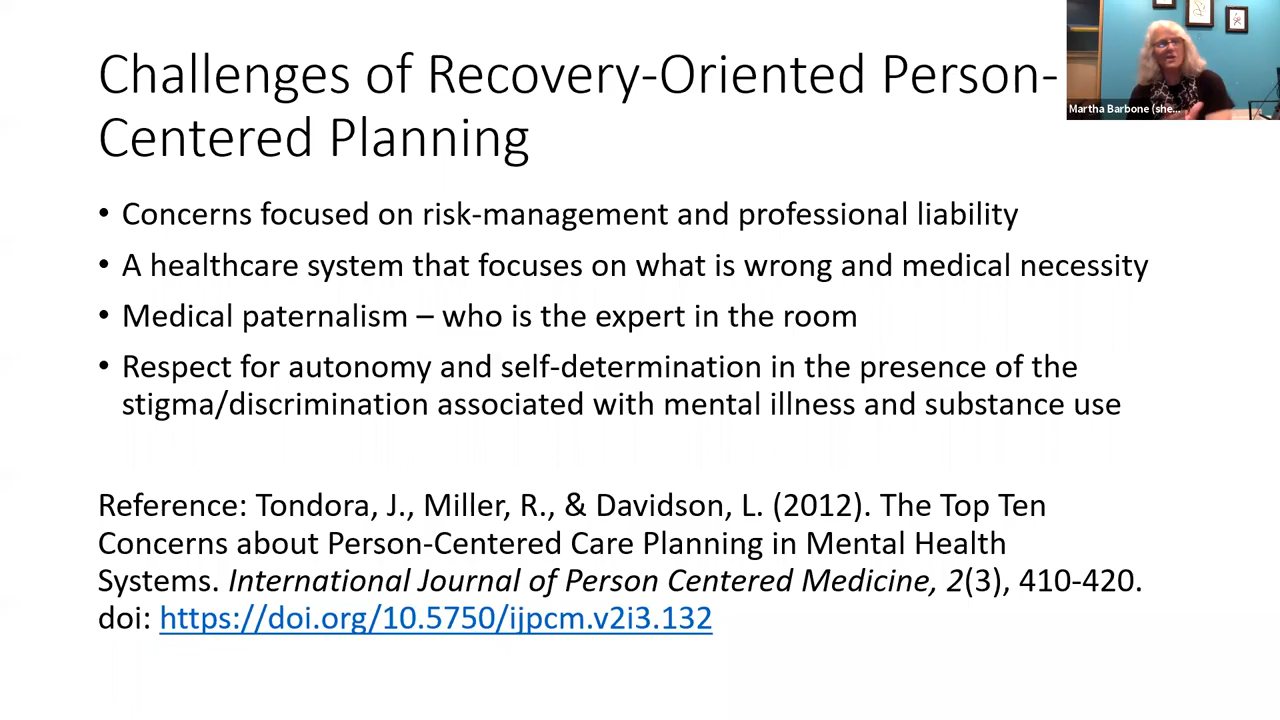 Challenges of Recovery-Oriented Person-
Centered Planning
Martha Barbone (she...
• Concerns focused on risk-management and professional liability
• A healthcare system that focuses on what is wrong and medical necessity
• Medical paternalism – who is the expert in the room
• Respect for autonomy and self-determination in the presence of the
stigma/discrimination associated with mental illness and substance use
Reference: Tondora, J., Miller, R., & Davidson, L. (2012). The Top Ten
Concerns about Person-Centered Care Planning in Mental Health
Systems. International Journal of Person Centered Medicine, 2(3), 410-420.
doi: https://doi.org/10.5750/ijpcm.v2i3.132